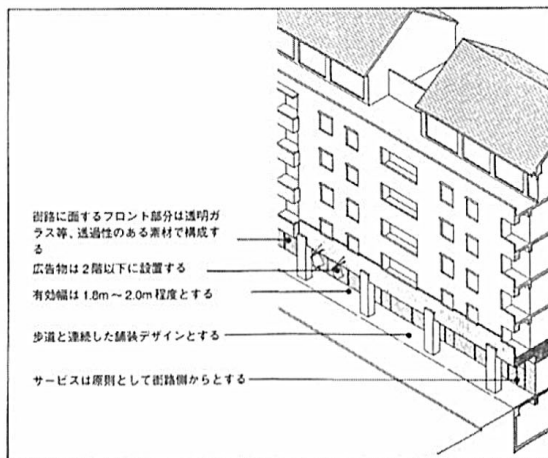 街路に面するフロント部分は透明ガ
ラス等、透過性のある素材で構成す
る
広告物は2階以下に設置する
有効幅は1.8m～2.0m程度とする
歩道と連続した舗装デザインとする
サービスは原則として街路側からとする